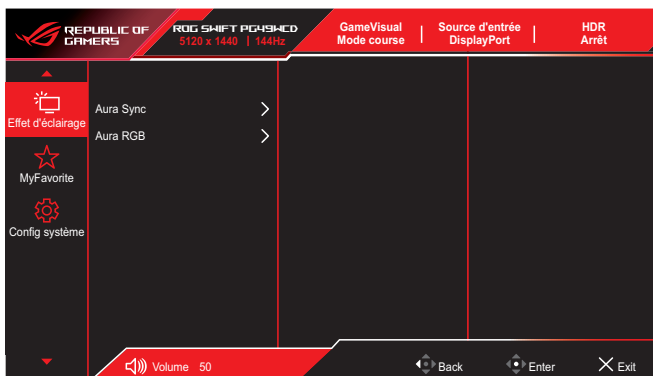 REPUBLIC OF
GAMERS
ROG SWIFT PG49WCD
5120 x 1440 | 144Hz
GameVisual
Mode course
Source d'entrée
DisplayPort
HDR
Arrêt
Effet d'éclairage
MyFavorite
Config système
Aura Sync
Aura RGB
Volume 50
Back
Enter
Exit